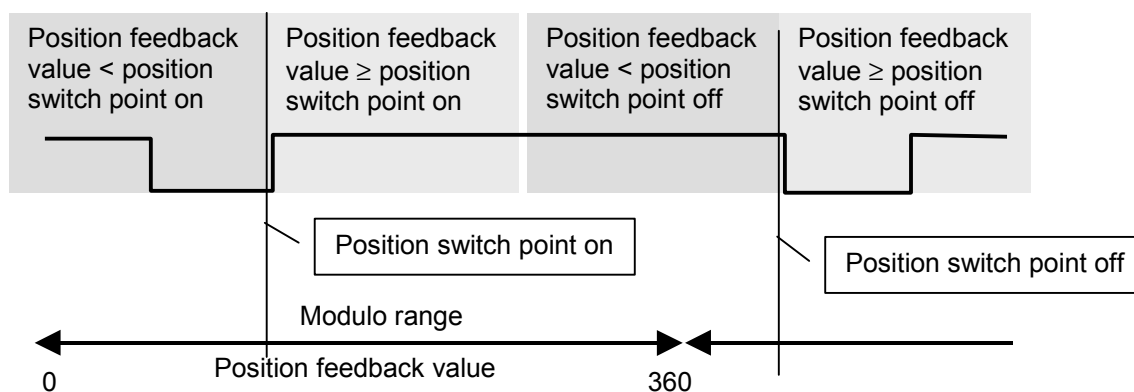 Position feedback
value < position
switch point on
Position feedback
value ≥ position
switch point on
Position feedback
value < position
switch point off
Position feedback
value ≥ position
switch point off
Position switch point on
Position switch point off
Modulo range
Position feedback value
0
360